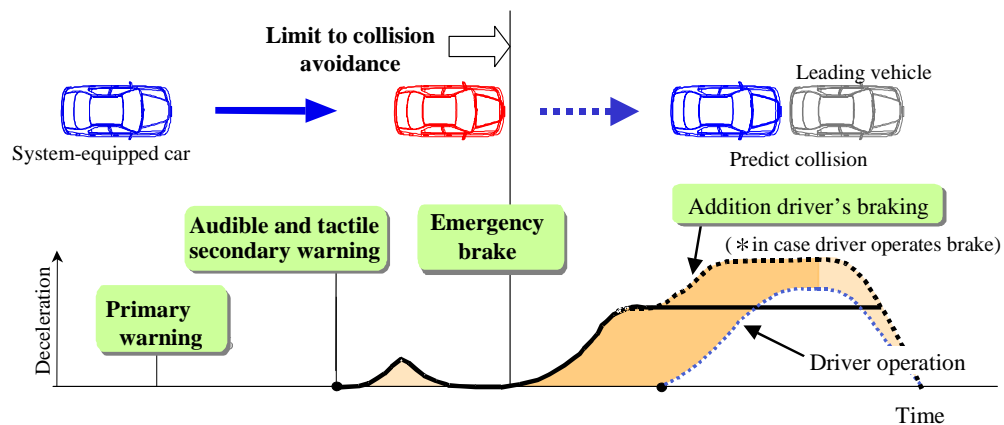 Limit to collision
avoidance
Leading vehicle
System-equipped car
Predict collision
Audible and tactile
secondary warning
Emergency
brake
Addition driver's braking
(＊in case driver operates brake)
Primary
warning
Deceleration
Driver operation
Time